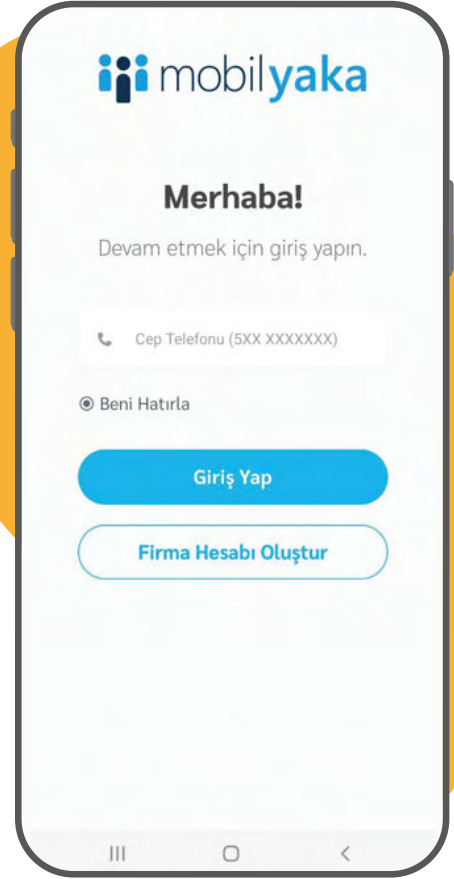 mobilyaka
Merhaba!
Devam etmek için giriş yapın.
Cep Telefonu (5XX XXXXXXX)
Beni Hatırla
Giriş Yap
Firma Hesabı Oluştur